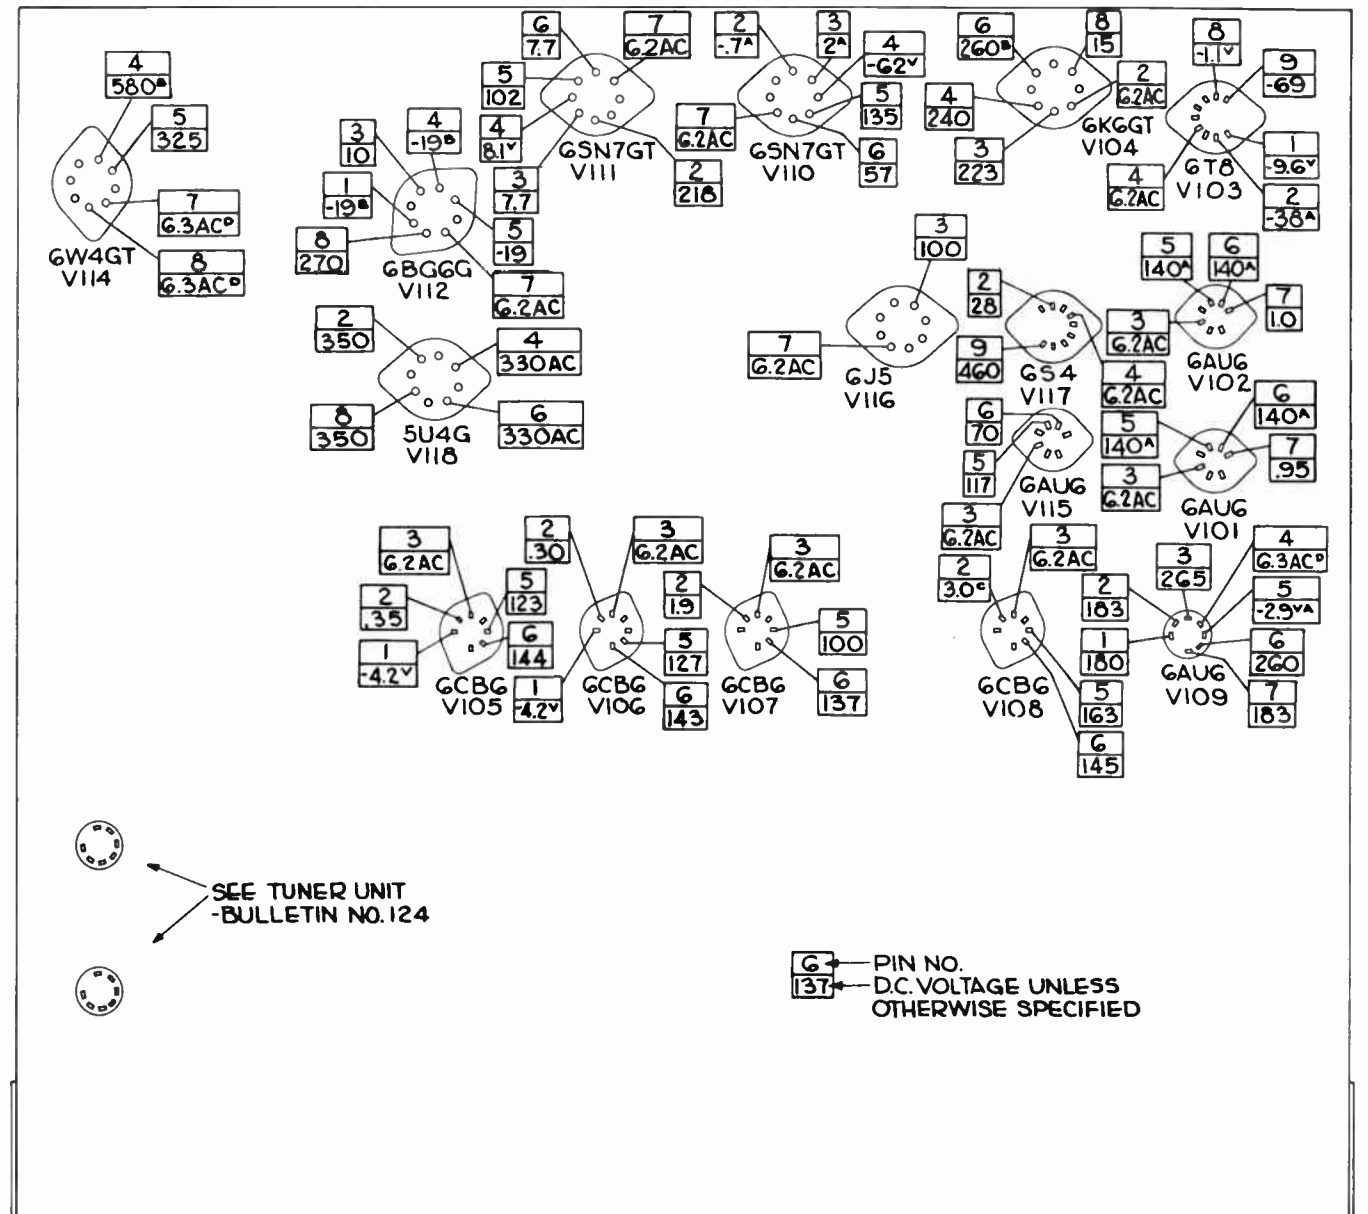 4
580ᴮ
5
325
7
6.3ACᴰ
8
6.3ACᴰ
6W4GT
V114
3
10
4
-19ᴮ
1
-19ᴮ
8
270
5
-19
7
6.2AC
6BG6G
V112
6
7.7
7
6.2AC
5
102
4
8.1ⱽ
3
7.7
2
218
6SN7GT
V111
2
-.7ᴬ
3
2ᴬ
4
-62ⱽ
7
6.2AC
5
135
6
57
6SN7GT
V110
6
260ᴮ
8
15
2
6.2AC
4
240
3
223
6K6GT
V104
8
-1.1ⱽ
9
-69
1
-9.6ⱽ
4
6.2AC
2
-.38ᴬ
6T8
V103
2
350
4
330AC
8
350
6
330AC
5U4G
V118
3
100
7
6.2AC
6J5
V116
2
28
9
460
4
6.2AC
6S4
V117
5
140ᴬ
6
140ᴬ
7
1.0
3
6.2AC
6AU6
V102
6
70
5
117
3
6.2AC
6AU6
V115
5
140ᴬ
6
140ᴬ
7
.95
3
6.2AC
6AU6
V101
3
6.2AC
2
.35
5
123
1
-4.2ⱽ
6
144
6CB6
V105
2
.30
3
6.2AC
1
-4.2ⱽ
5
127
6
143
6CB6
V106
3
6.2AC
2
1.9
5
100
6
137
6CB6
V107
2
3.0ᶜ
3
6.2AC
5
163
6
145
6CB6
V108
3
265
4
6.3ACᴰ
2
183
5
-2.9ⱽᴬ
1
180
6
260
7
183
6AU6
V109
SEE TUNER UNIT
-BULLETIN NO. 124
6
PIN NO.
137
D.C. VOLTAGE UNLESS
OTHERWISE SPECIFIED